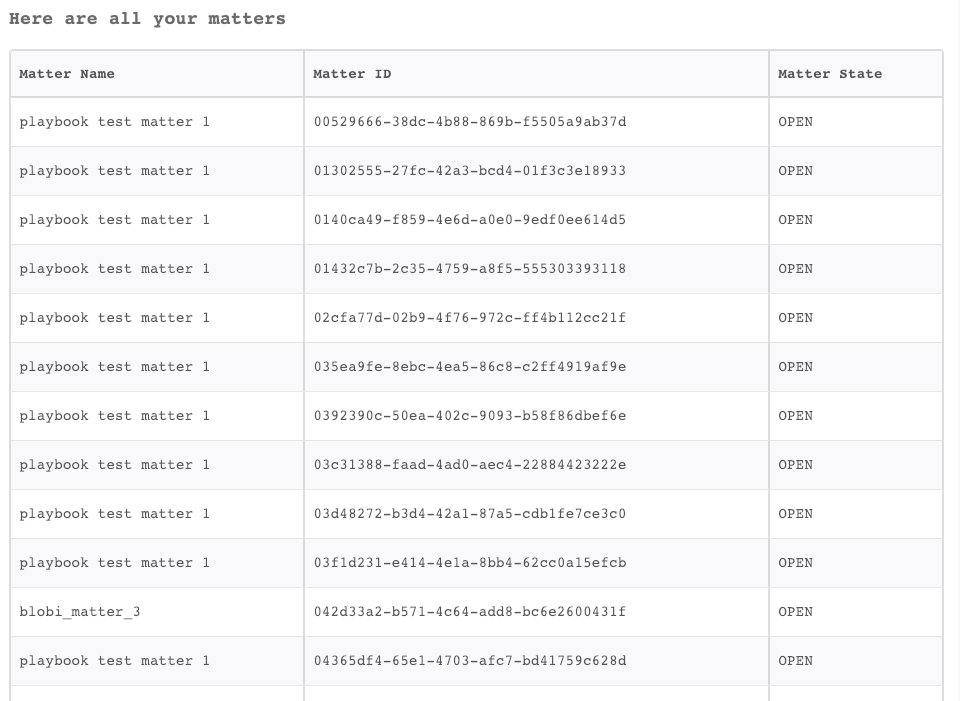 Here are all your matters
Matter Name Matter ID Matter State
playbook test matter 1 00529666-38dc-4b88-869b-f5505a9ab37d OPEN
playbook test matter 1 01302555-27fc-42a3-bcd4-01f3c3e18933 OPEN
playbook test matter 1 0140ca49-f859-4e6d-a0e0-9edf0ee614d5 OPEN
playbook test matter 1 01432c7b-2c35-4759-a8f5-555303393118 OPEN
playbook test matter 1 02cfa77d-02b9-4f76-972c-ff4b112cc21f OPEN
playbook test matter 1 035ea9fe-8ebc-4ea5-86c8-c2ff4919af9e OPEN
playbook test matter 1 0392390c-50ea-402c-9093-b58f86dbef6e OPEN
playbook test matter 1 03c31388-faad-4ad0-aec4-22884423222e OPEN
playbook test matter 1 03d48272-b3d4-42a1-87a5-cdb1fe7ce3c0 OPEN
playbook test matter 1 03f1d231-e414-4e1a-8bb4-62cc0a15efcb OPEN
blobi_matter_3 042d33a2-b571-4c64-add8-bc6e2600431f OPEN
playbook test matter 1 04365df4-65e1-4703-afc7-bd41759c628d OPEN